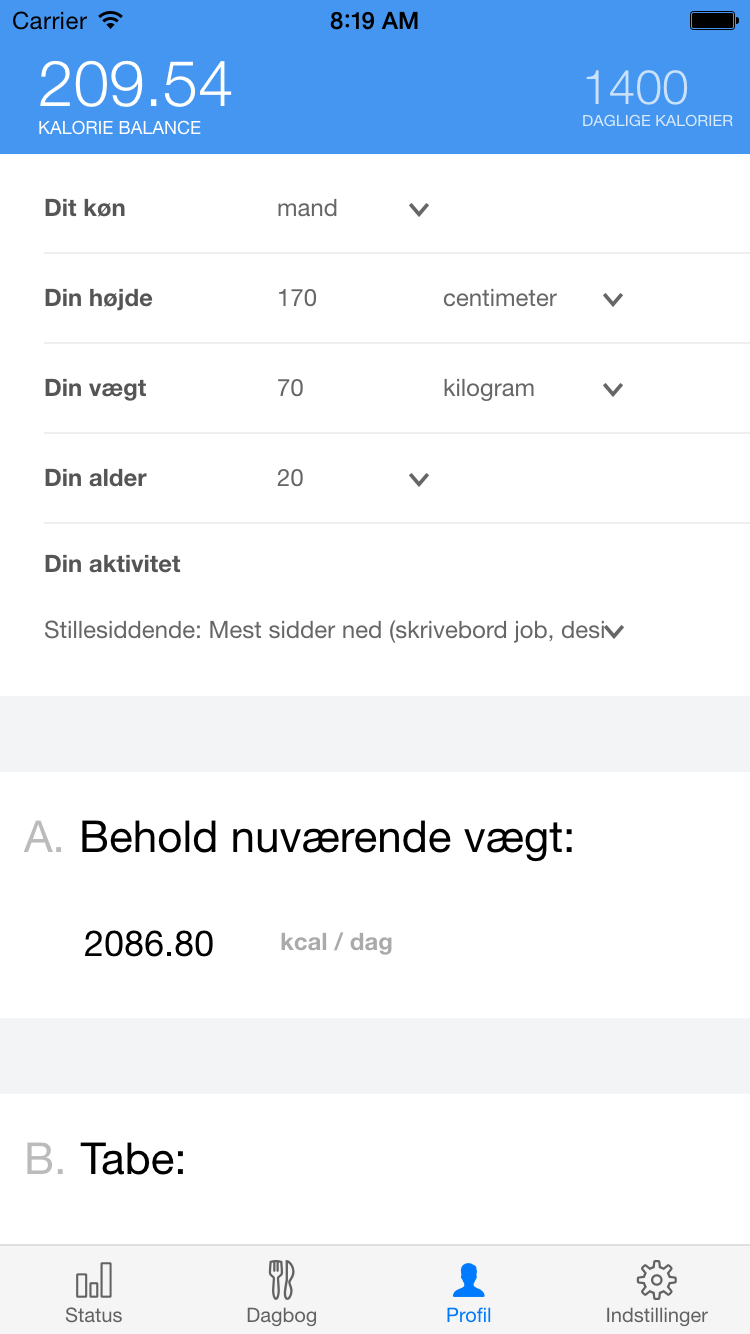 Carrier 8:19 AM
209.54 1400
KALORIE BALANCE DAGLIGE KALORIER
Dit køn mand
Din højde 170 centimeter
Din vægt 70 kilogram
Din alder 20
Din aktivitet
Stillesiddende: Mest sidder ned (skrivebord job, desi
A. Behold nuværende vægt:
2086.80 kcal / dag
B. Tabe:
Status Dagbog Profil Indstillinger